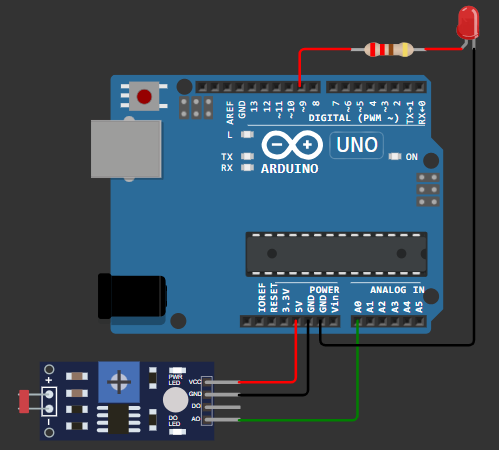 AREF
GND
13
12
~11
~10
~9
8
7
~6
~5
4
~3
2
TX→1
RX←0
DIGITAL (PWM ~)
L
TX
RX
UNO
ON
ARDUINO
IOREF
RESET
3.3V
5V
GND
GND
Vin
POWER
ANALOG IN
A0
A1
A2
A3
A4
A5
+
−
PWR
LED
DO
LED
VCC
GND
DO
AO